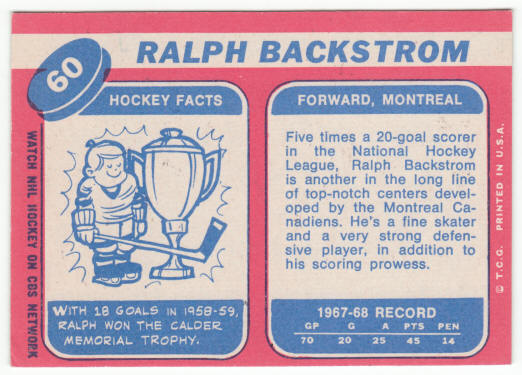 60
RALPH BACKSTROM
HOCKEY FACTS
WITH 18 GOALS IN 1958-59,
RALPH WON THE CALDER
MEMORIAL TROPHY.
FORWARD, MONTREAL
Five times a 20-goal scorer
in the National Hockey
League, Ralph Backstrom
is another in the long line
of top-notch centers devel-
oped by the Montreal Ca-
nadiens. He's a fine skater
and a very strong defen-
sive player, in addition to
his scoring prowess.
1967-68 RECORD
GP G A PTS PEN
70 20 25 45 14
WATCH NHL HOCKEY ON CBS NETWORK
© T.C.G. PRINTED IN U.S.A.